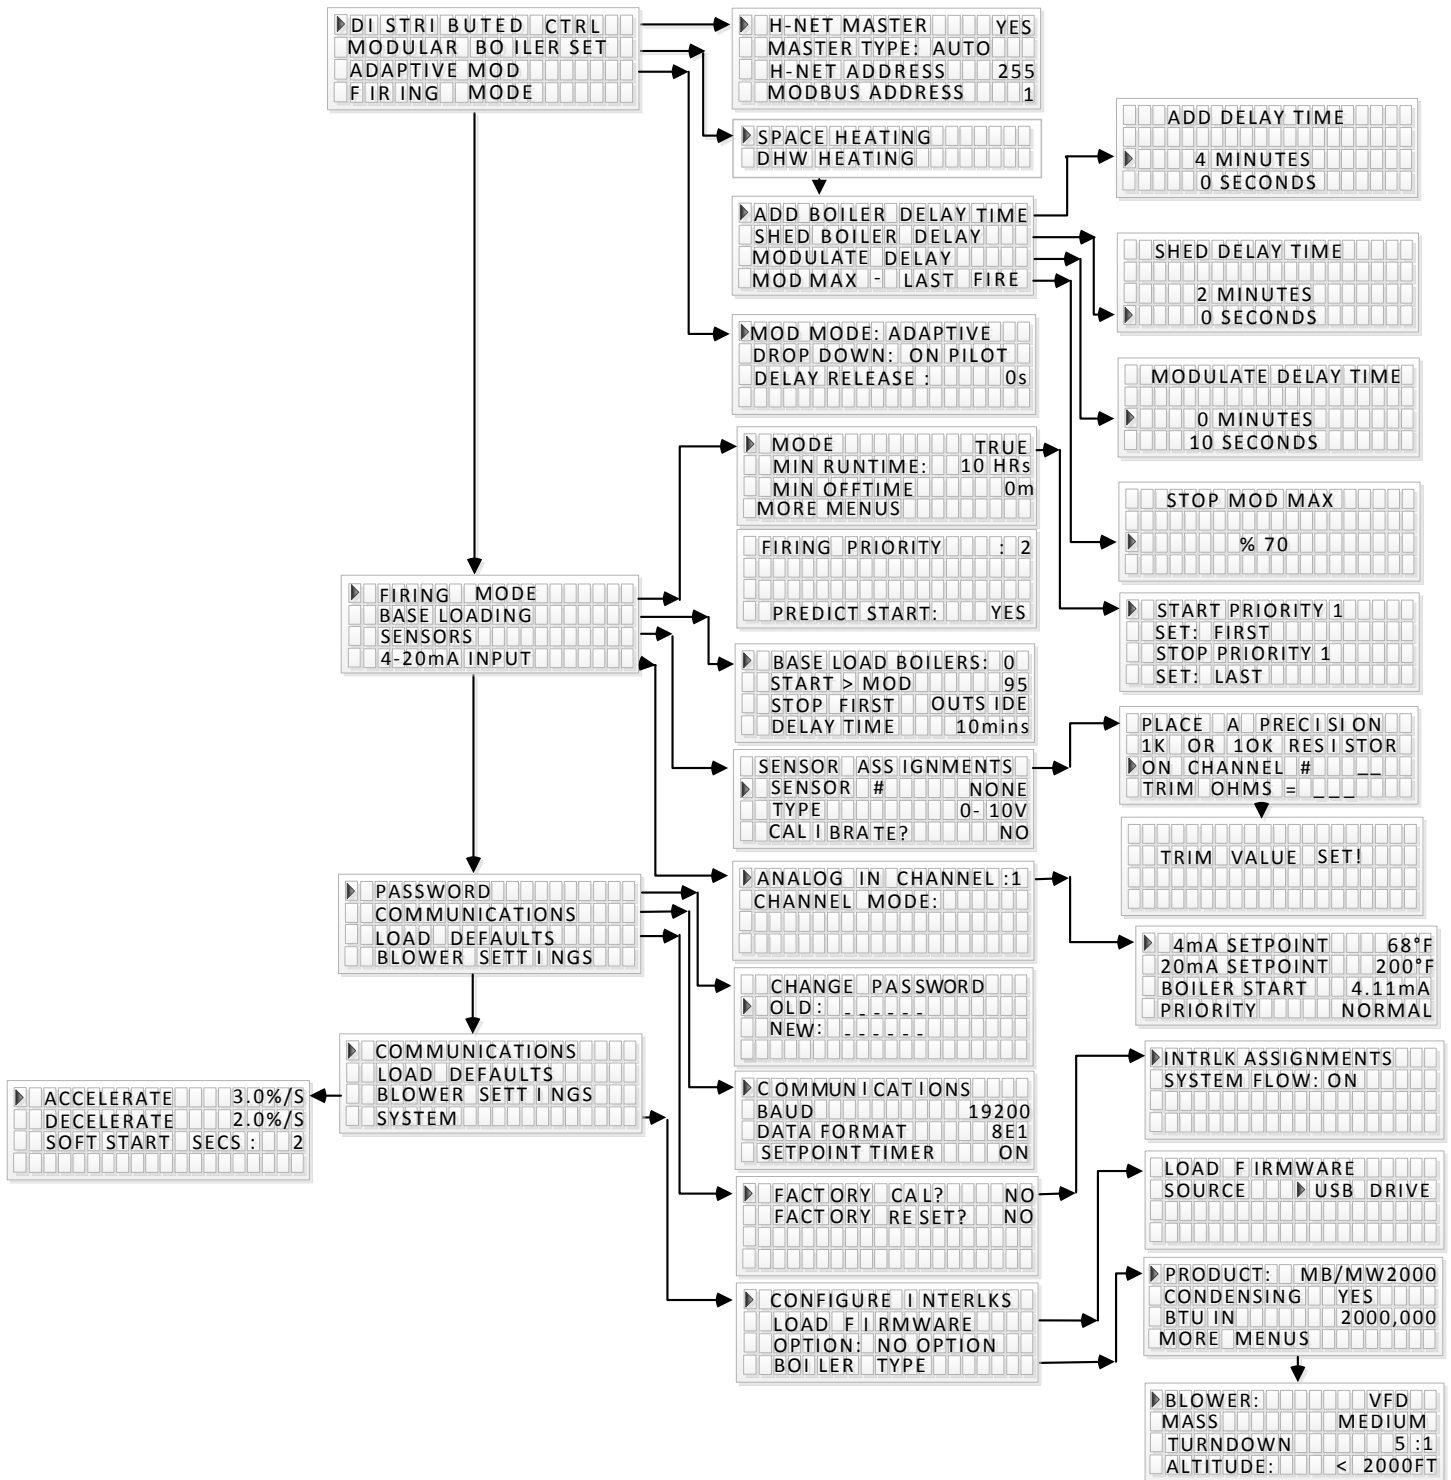 DISTRIBUTED CTRL
MODULAR BOILER SET
ADAPTIVE MOD
FIRING MODE
H-NET MASTER YES
MASTER TYPE: AUTO
H-NET ADDRESS 255
MODBUS ADDRESS 1
SPACE HEATING
DHW HEATING
ADD BOILER DELAY TIME
SHED BOILER DELAY
MODULATE DELAY
MOD MAX - LAST FIRE
ADD DELAY TIME
4 MINUTES
0 SECONDS
SHED DELAY TIME
2 MINUTES
0 SECONDS
MODULATE DELAY TIME
0 MINUTES
10 SECONDS
STOP MOD MAX
% 70
MOD MODE: ADAPTIVE
DROP DOWN: ON PILOT
DELAY RELEASE : 0s
FIRING MODE
BASE LOADING
SENSORS
4-20mA INPUT
MODE TRUE
MIN RUNTIME: 10 HRs
MIN OFFTIME 0m
MORE MENUS
FIRING PRIORITY : 2
PREDICT START: YES
START PRIORITY 1
SET: FIRST
STOP PRIORITY 1
SET: LAST
BASE LOAD BOILERS: 0
START > MOD 95
STOP FIRST OUTSIDE
DELAY TIME 10mins
SENSOR ASSIGNMENTS
SENSOR # NONE
TYPE 0-10V
CALIBRATE? NO
PLACE A PRECISION
1K OR 10K RESISTOR
ON CHANNEL # __
TRIM OHMS = ___
TRIM VALUE SET!
ANALOG IN CHANNEL :1
CHANNEL MODE:
4mA SETPOINT 68°F
20mA SETPOINT 200°F
BOILER START 4.11mA
PRIORITY NORMAL
PASSWORD
COMMUNICATIONS
LOAD DEFAULTS
BLOWER SETTINGS
CHANGE PASSWORD
OLD: ______
NEW: ______
COMMUNICATIONS
BAUD 19200
DATA FORMAT 8E1
SETPOINT TIMER ON
COMMUNICATIONS
LOAD DEFAULTS
BLOWER SETTINGS
SYSTEM
ACCELERATE 3.0%/S
DECELERATE 2.0%/S
SOFT START SECS : 2
FACTORY CAL? NO
FACTORY RESET? NO
INTRLK ASSIGNMENTS
SYSTEM FLOW: ON
CONFIGURE INTERLKS
LOAD FIRMWARE
OPTION: NO OPTION
BOILER TYPE
LOAD FIRMWARE
SOURCE USB DRIVE
PRODUCT: MB/MW2000
CONDENSING YES
BTU IN 2000,000
MORE MENUS
BLOWER: VFD
MASS MEDIUM
TURNDOWN 5 :1
ALTITUDE: < 2000FT